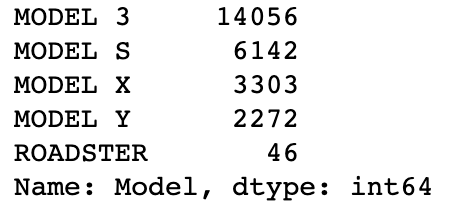 MODEL 3      14056
MODEL S       6142
MODEL X       3303
MODEL Y       2272
ROADSTER        46
Name: Model, dtype: int64